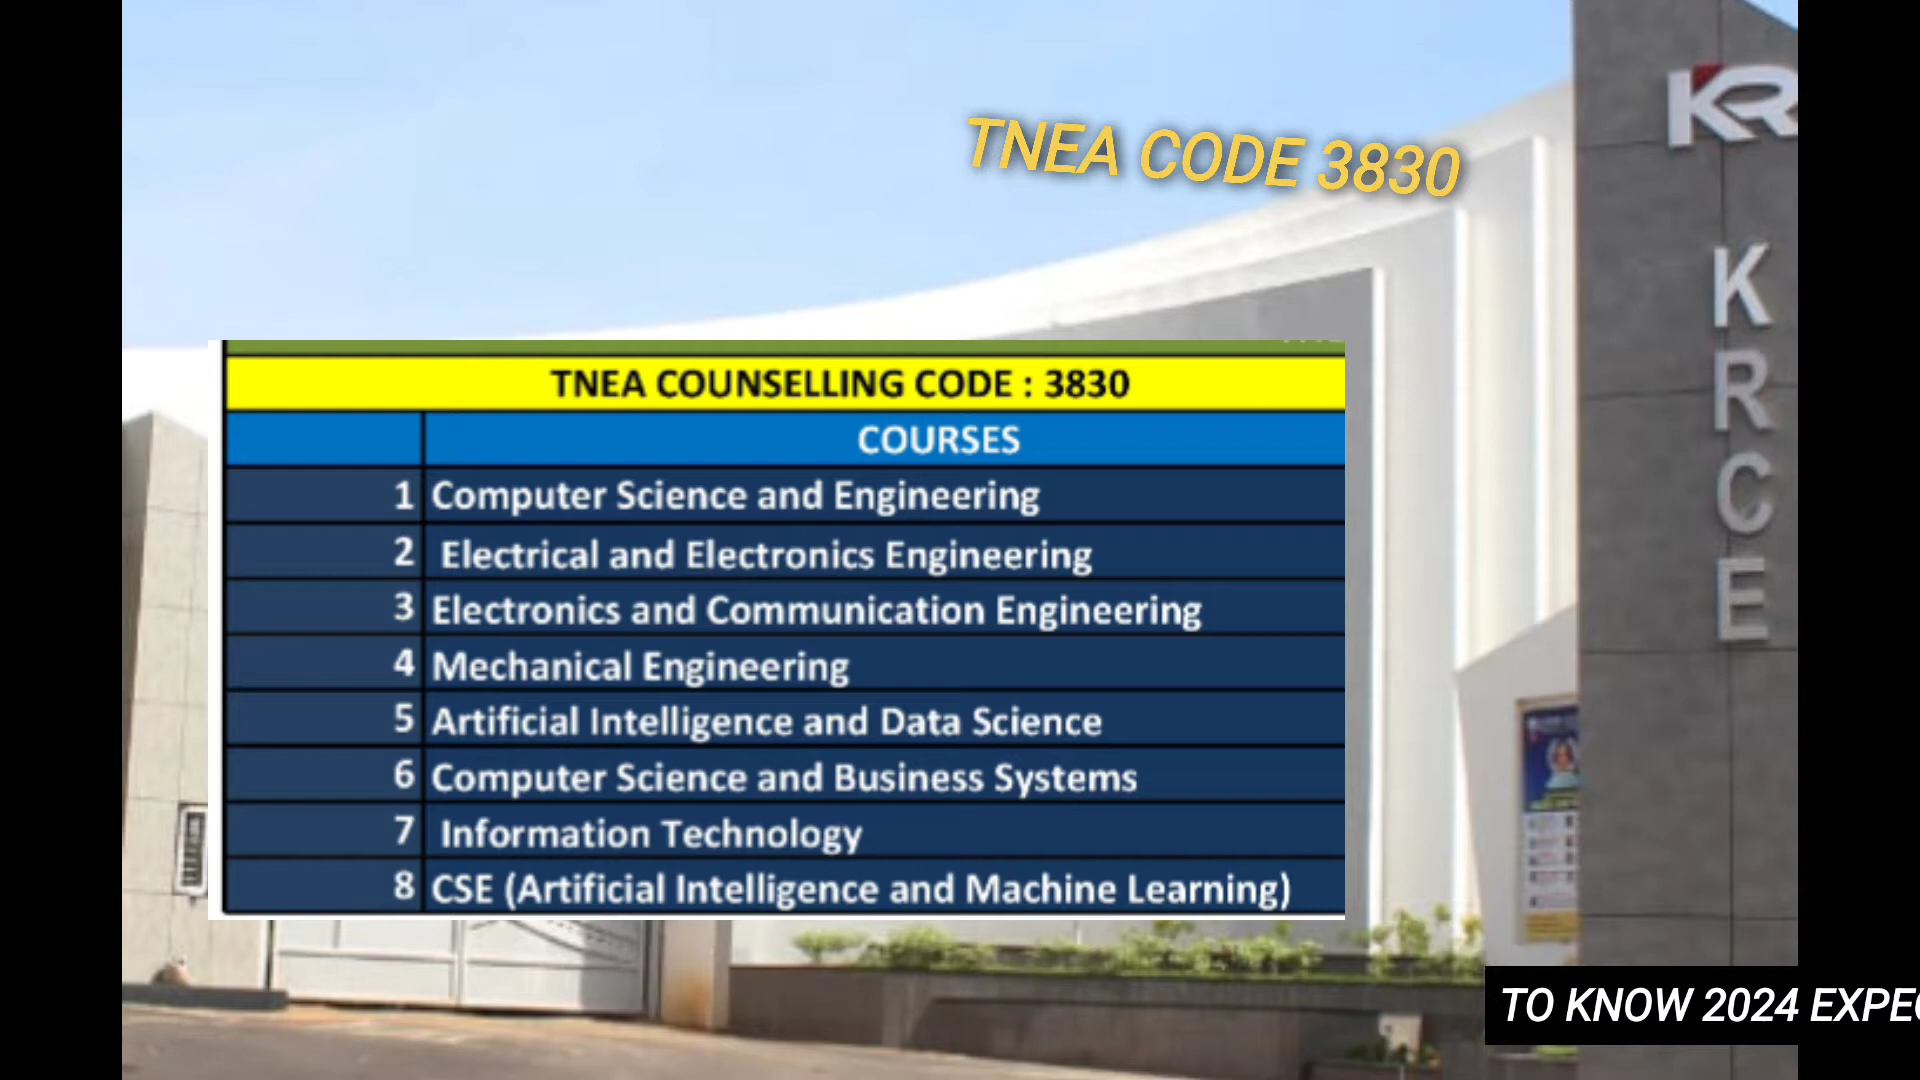 KR
TNEA CODE 3830
K
R
C
E
TNEA COUNSELLING CODE : 3830
COURSES
1 Computer Science and Engineering
2 Electrical and Electronics Engineering
3 Electronics and Communication Engineering
4 Mechanical Engineering
5 Artificial Intelligence and Data Science
6 Computer Science and Business Systems
7 Information Technology
8 CSE (Artificial Intelligence and Machine Learning)
TO KNOW 2024